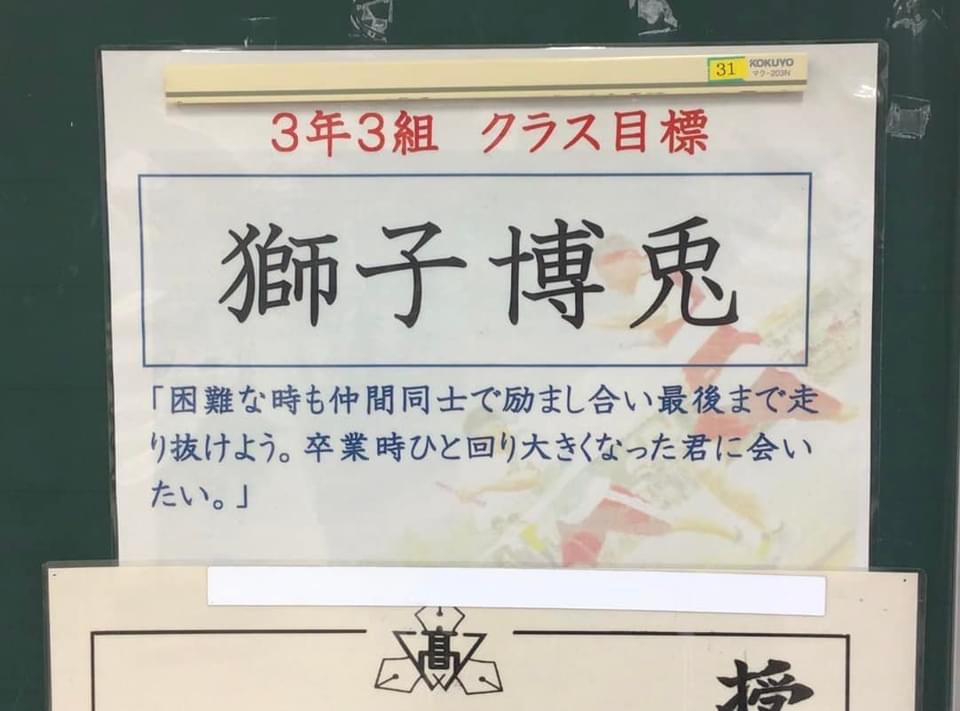 31 KOKUYO
マク-203N
3年3組 クラス目標
獅子博兎
「困難な時も仲間同士で励まし合い最後まで走
り抜けよう。卒業時ひと回り大きくなった君に会い
たい。」
髙
授